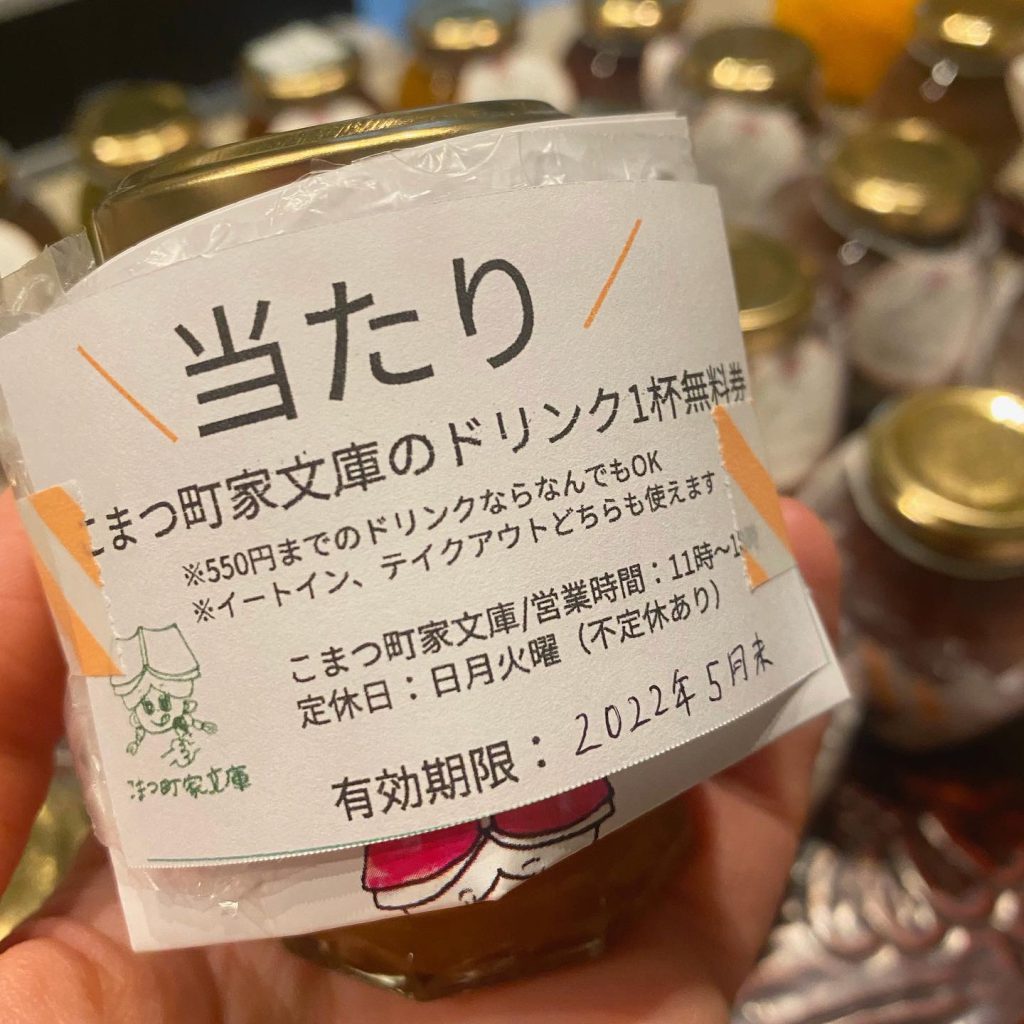 当たり
こまつ町家文庫のドリンク1杯無料券
※550円までのドリンクならなんでもOK
※イートイン、テイクアウトどちらも使えます
こまつ町家文庫/営業時間：11時〜1
定休日：日月火曜（不定休あり）
有効期限：2022年5月末
こまつ町家文庫